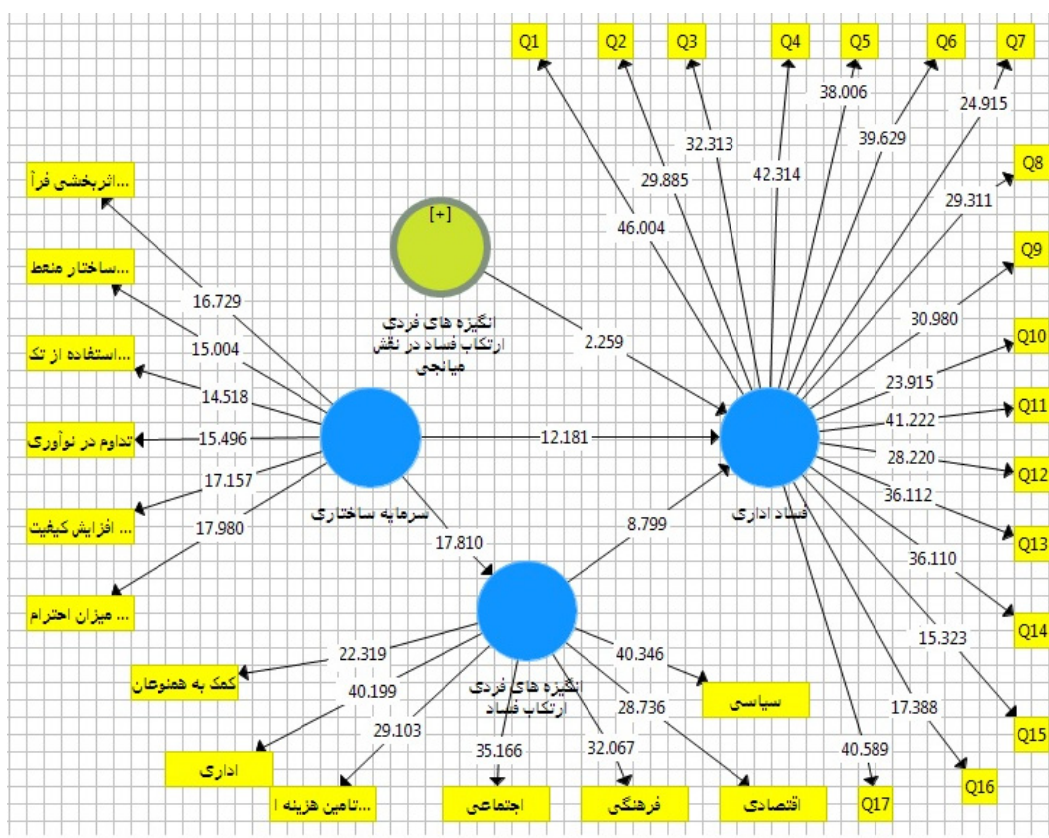 Q1
Q2
Q3
Q4
Q5
Q6
Q7
38.006
24.915
39.629
32.313
42.314
29.885
46.004
Q8
29.311
...اثربخشی فرآ
[+]
Q9
30.980
...ساختار منعط
16.729
انگیزه های فردی
ارتکاب فساد در نقش
میانجی
2.259
Q10
23.915
...استفاده از تک
15.004
14.518
Q11
41.222
تداوم در نوآوری
15.496
12.181
28.220
Q12
17.157
36.112
... افزایش کیفیت
سرمایه ساختاری
فساد اداری
Q13
17.980
17.810
8.799
36.110
... میزان احترام
Q14
15.323
22.319
40.346
کمک به همنوعان
انگیزه های فردی
ارتکاب فساد
سیاسی
40.199
28.736
17.388
29.103
35.166
32.067
40.589
Q15
اداری
Q16
...تامین هزینه ا
اجتماعی
فرهنگی
اقتصادی
Q17